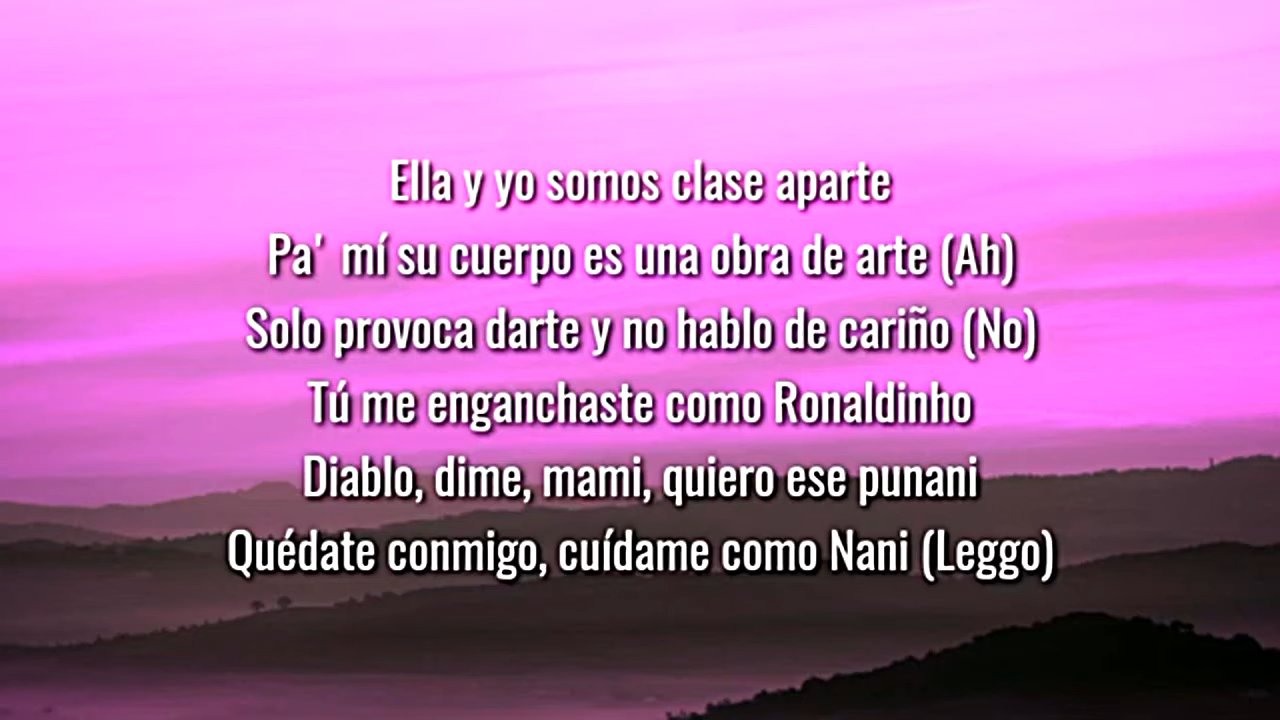 Ella y yo somos clase aparte
Pa' mí su cuerpo es una obra de arte (Ah)
Solo provoca darte y no hablo de cariño (No)
Tú me enganchaste como Ronaldinho
Diablo, dime, mami, quiero ese punani
Quédate conmigo, cuídame como Nani (Leggo)